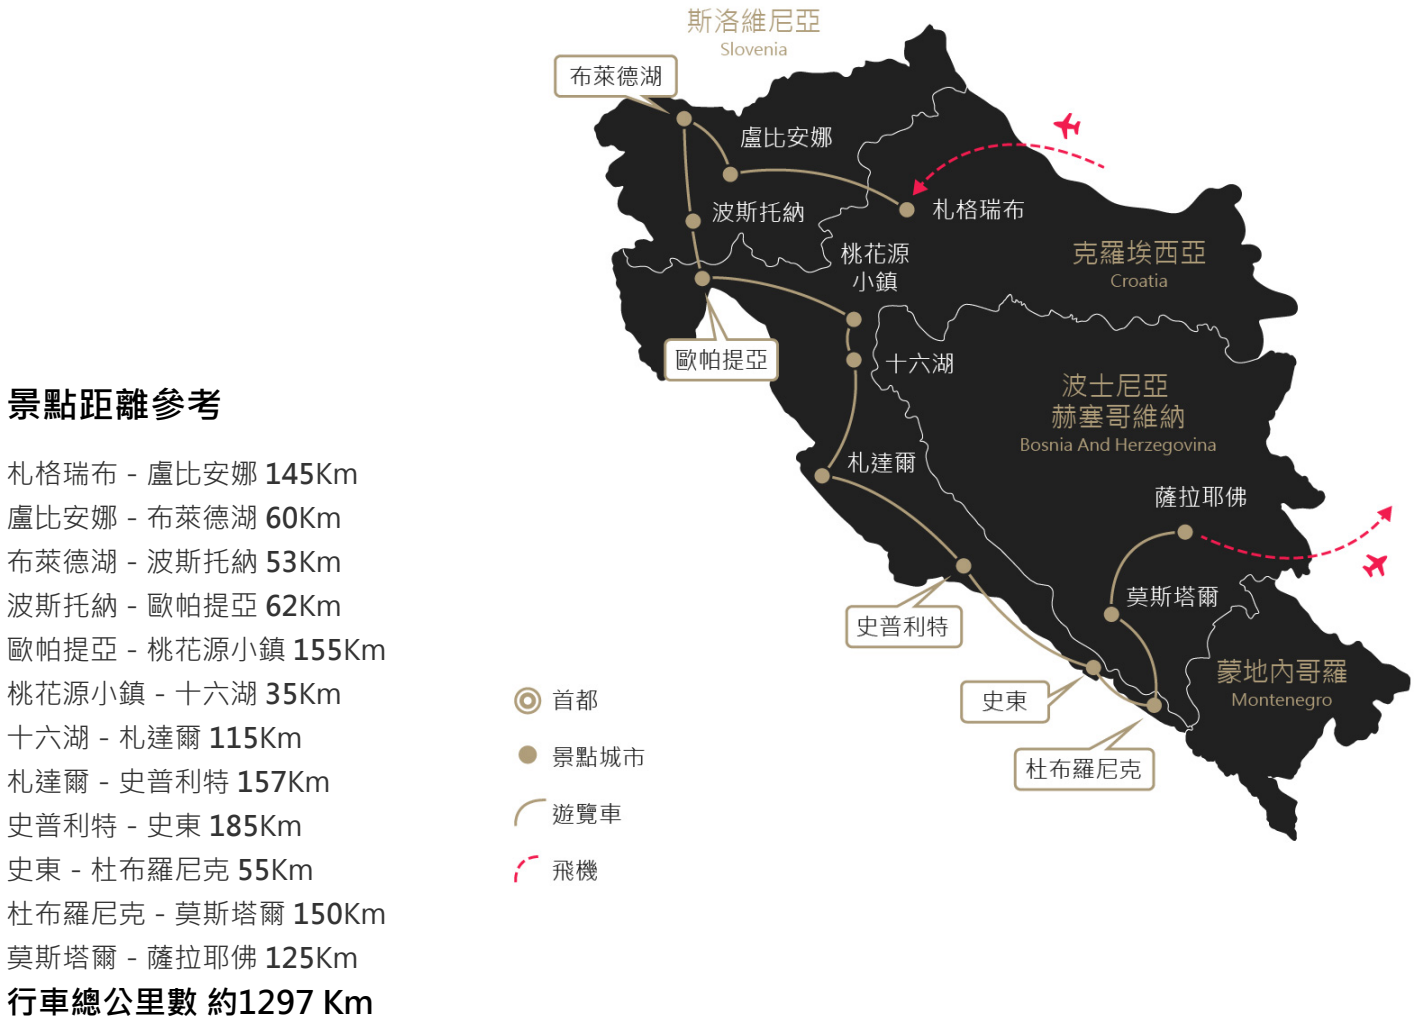 斯洛維尼亞
Slovenia
布萊德湖
盧比安娜
波斯托納
札格瑞布
桃花源
小鎮
克羅埃西亞
Croatia
歐帕提亞
十六湖
波士尼亞
赫塞哥維納
Bosnia And Herzegovina
札達爾
薩拉耶佛
莫斯塔爾
史普利特
蒙地內哥羅
Montenegro
史東
杜布羅尼克
景點距離參考
札格瑞布 - 盧比安娜 145Km
盧比安娜 - 布萊德湖 60Km
布萊德湖 - 波斯托納 53Km
波斯托納 - 歐帕提亞 62Km
歐帕提亞 - 桃花源小鎮 155Km
桃花源小鎮 - 十六湖 35Km
十六湖 - 札達爾 115Km
札達爾 - 史普利特 157Km
史普利特 - 史東 185Km
史東 - 杜布羅尼克 55Km
杜布羅尼克 - 莫斯塔爾 150Km
莫斯塔爾 - 薩拉耶佛 125Km
行車總公里數 約1297 Km
首都
景點城市
遊覽車
飛機